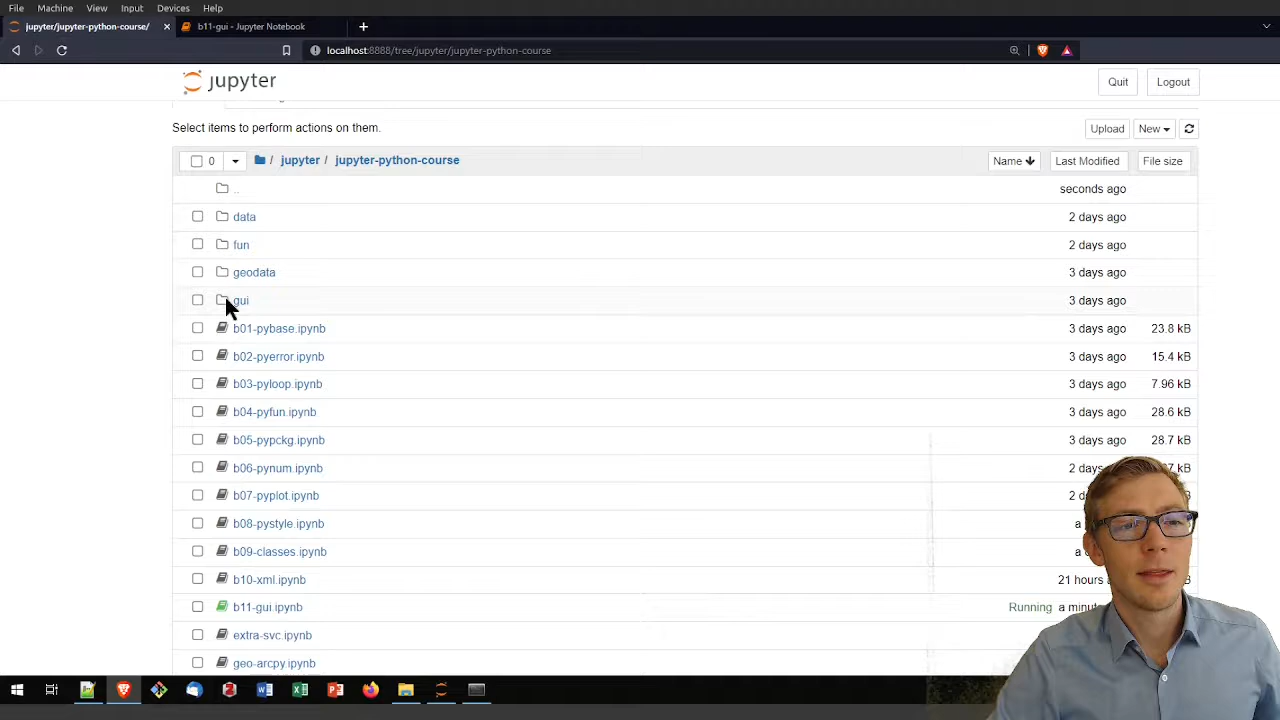 File Machine View Input Devices Help
jupyter/jupyter-python-course/ b11-gui - Jupyter Notebook
localhost:8888/tree/jupyter/jupyter-python-course
jupyter Quit Logout
Select items to perform actions on them. Upload New
0 / jupyter / jupyter-python-course Name Last Modified File size
.. seconds ago
data 2 days ago
fun 2 days ago
geodata 3 days ago
gui 3 days ago
b01-pybase.ipynb 3 days ago 23.8 kB
b02-pyerror.ipynb 3 days ago 15.4 kB
b03-pyloop.ipynb 3 days ago 7.96 kB
b04-pyfun.ipynb 3 days ago 28.6 kB
b05-pypckg.ipynb 3 days ago 28.7 kB
b06-pynum.ipynb 2 days kB
b07-pyplot.ipynb 2
b08-pystyle.ipynb a
b09-classes.ipynb a
b10-xml.ipynb 21 hours
b11-gui.ipynb Running a
extra-svc.ipynb
geo-arcpy.ipynb